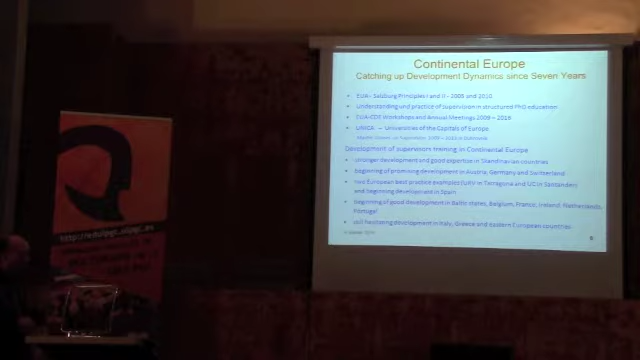 Continental Europe
Catching up Development Dynamics since Seven Years
EUA - Salzburg Principles I and II - 2005 and 2010
understanding und practice of supervision in structured PhD education
EUA-CDE Workshops and Annual Meetings 2009 - 2016
UNICA - Universities of the Capitals of Europe
Development of supervisors training in Continental Europe
stronger development and good expertise in Skandinavian countries
beginning of promising development in Austria, Germany and Switzerland
two European best practice examples (URV in Tarragona and UC in Santander)
and beginning development in Spain
beginning of good development in Baltic states, Belgium, France, Ireland, Netherlands,
Portugal
still hesitating development in Italy, Greece and eastern European countries